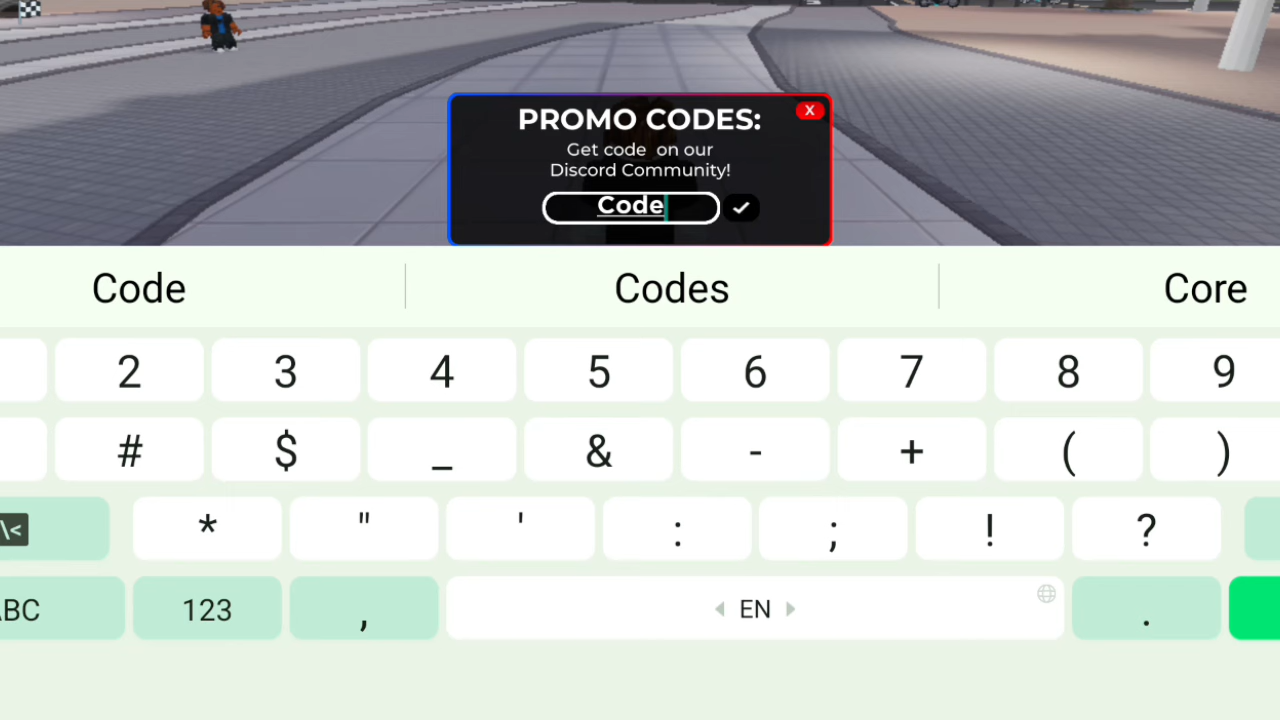 PROMO CODES:
X
Get code on our
Discord Community!
Code
Code Codes Core
2 3 4 5 6 7 8 9
# $ _ & - + ( )
\< * " ' : ; ! ?
BC 123 , EN .